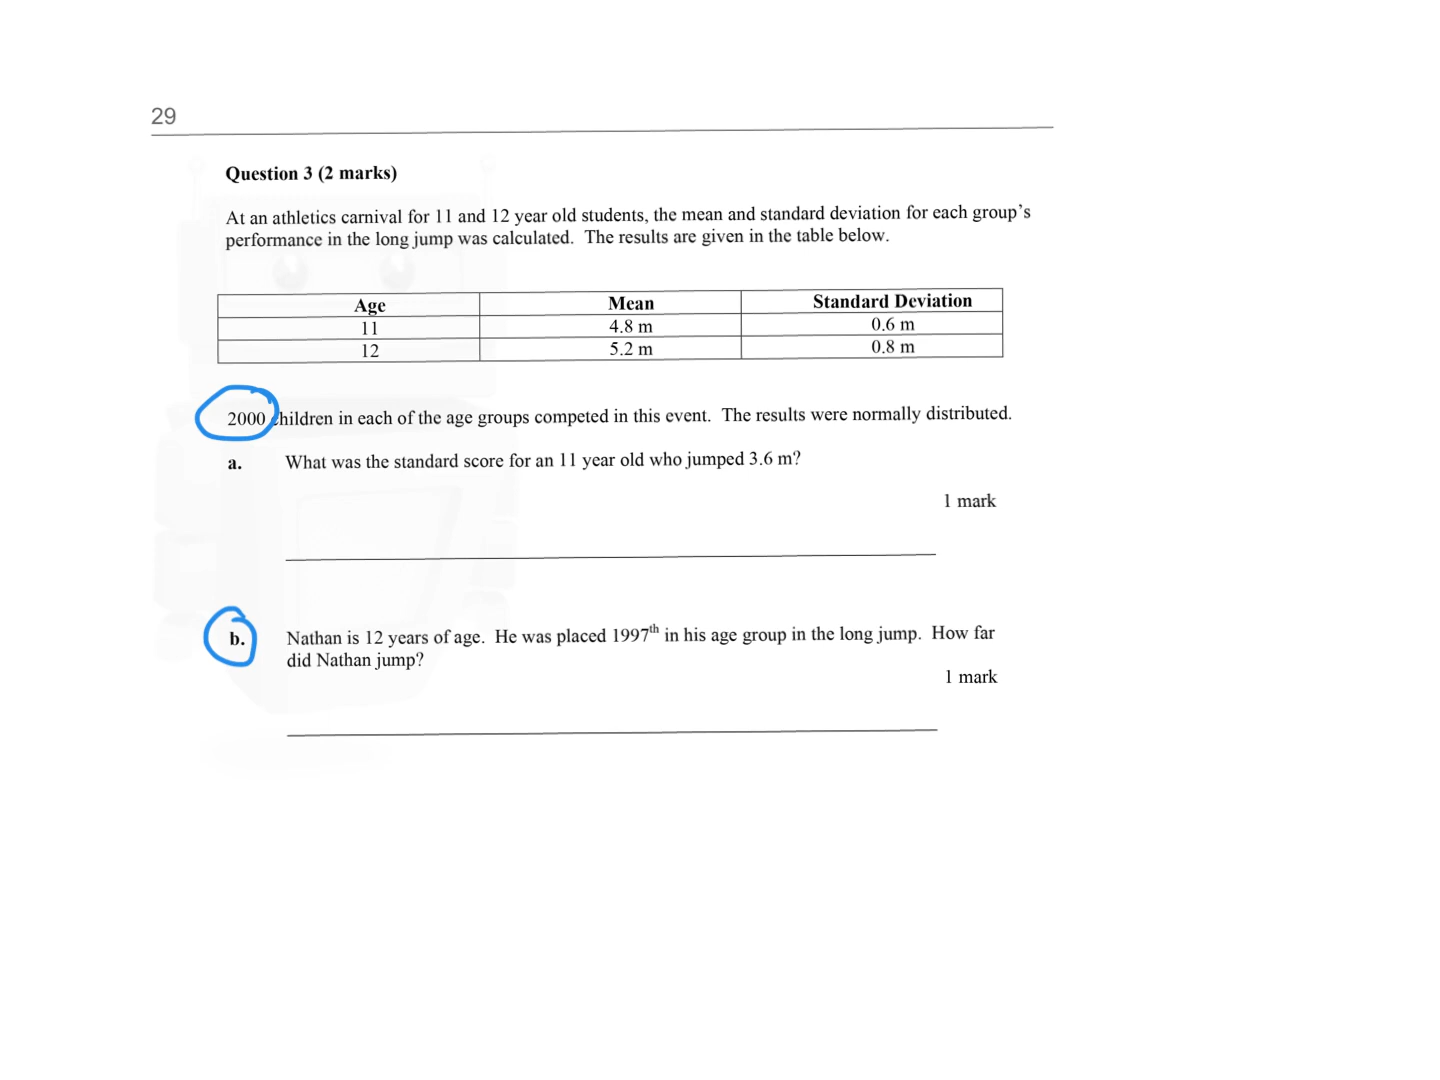 29
Question 3 (2 marks)
At an athletics carnival for 11 and 12 year old students, the mean and standard deviation for each group's
performance in the long jump was calculated. The results are given in the table below.
Age Mean Standard Deviation
11 4.8 m 0.6 m
12 5.2 m 0.8 m
2000 children in each of the age groups competed in this event. The results were normally distributed.
a. What was the standard score for an 11 year old who jumped 3.6 m?
1 mark
b. Nathan is 12 years of age. He was placed 1997th in his age group in the long jump. How far
did Nathan jump?
1 mark